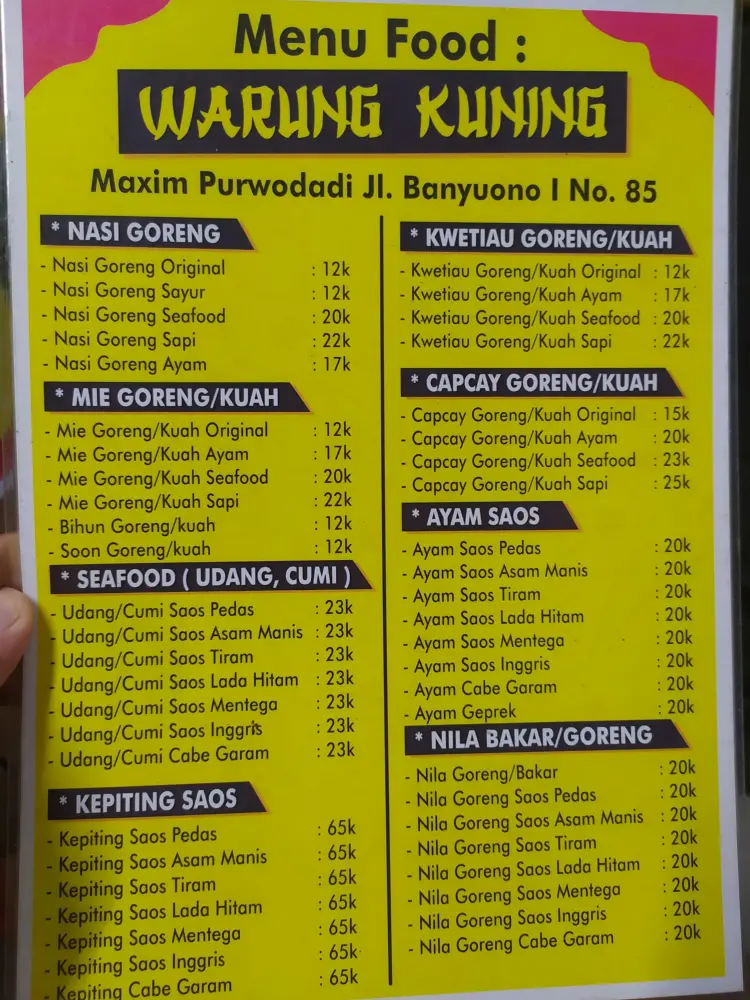 Menu Food :
WARUNG KUNING
Maxim Purwodadi Jl. Banyuono I No. 85
* NASI GORENG
- Nasi Goreng Original : 12k
- Nasi Goreng Sayur : 12k
- Nasi Goreng Seafood : 20k
- Nasi Goreng Sapi : 22k
- Nasi Goreng Ayam : 17k
* MIE GORENG/KUAH
- Mie Goreng/Kuah Original : 12k
- Mie Goreng/Kuah Ayam : 17k
- Mie Goreng/Kuah Seafood : 20k
- Mie Goreng/Kuah Sapi : 22k
- Bihun Goreng/kuah : 12k
- Soon Goreng/kuah : 12k
* SEAFOOD ( UDANG, CUMI )
- Udang/Cumi Saos Pedas : 23k
- Udang/Cumi Saos Asam Manis : 23k
- Udang/Cumi Saos Tiram : 23k
- Udang/Cumi Saos Lada Hitam : 23k
- Udang/Cumi Saos Mentega : 23k
- Udang/Cumi Saos Inggris : 23k
- Udang/Cumi Cabe Garam : 23k
* KEPITING SAOS
- Kepiting Saos Pedas : 65k
- Kepiting Saos Asam Manis : 65k
- Kepiting Saos Tiram : 65k
- Kepiting Saos Lada Hitam : 65k
- Kepiting Saos Mentega : 65k
- Kepiting Saos Inggris : 65k
- Kepiting Cabe Garam : 65k
* KWETIAU GORENG/KUAH
- Kwetiau Goreng/Kuah Original : 12k
- Kwetiau Goreng/Kuah Ayam : 17k
- Kwetiau Goreng/Kuah Seafood : 20k
- Kwetiau Goreng/Kuah Sapi : 22k
* CAPCAY GORENG/KUAH
- Capcay Goreng/Kuah Original : 15k
- Capcay Goreng/Kuah Ayam : 20k
- Capcay Goreng/Kuah Seafood : 23k
- Capcay Goreng/Kuah Sapi : 25k
* AYAM SAOS
- Ayam Saos Pedas : 20k
- Ayam Saos Asam Manis : 20k
- Ayam Saos Tiram : 20k
- Ayam Saos Lada Hitam : 20k
- Ayam Saos Mentega : 20k
- Ayam Saos Inggris : 20k
- Ayam Cabe Garam : 20k
- Ayam Geprek : 20k
* NILA BAKAR/GORENG
- Nila Goreng/Bakar : 20k
- Nila Goreng Saos Pedas : 20k
- Nila Goreng Saos Asam Manis : 20k
- Nila Goreng Saos Tiram : 20k
- Nila Goreng Saos Lada Hitam : 20k
- Nila Goreng Saos Mentega : 20k
- Nila Goreng Saos Inggris : 20k
- Nila Goreng Cabe Garam : 20k